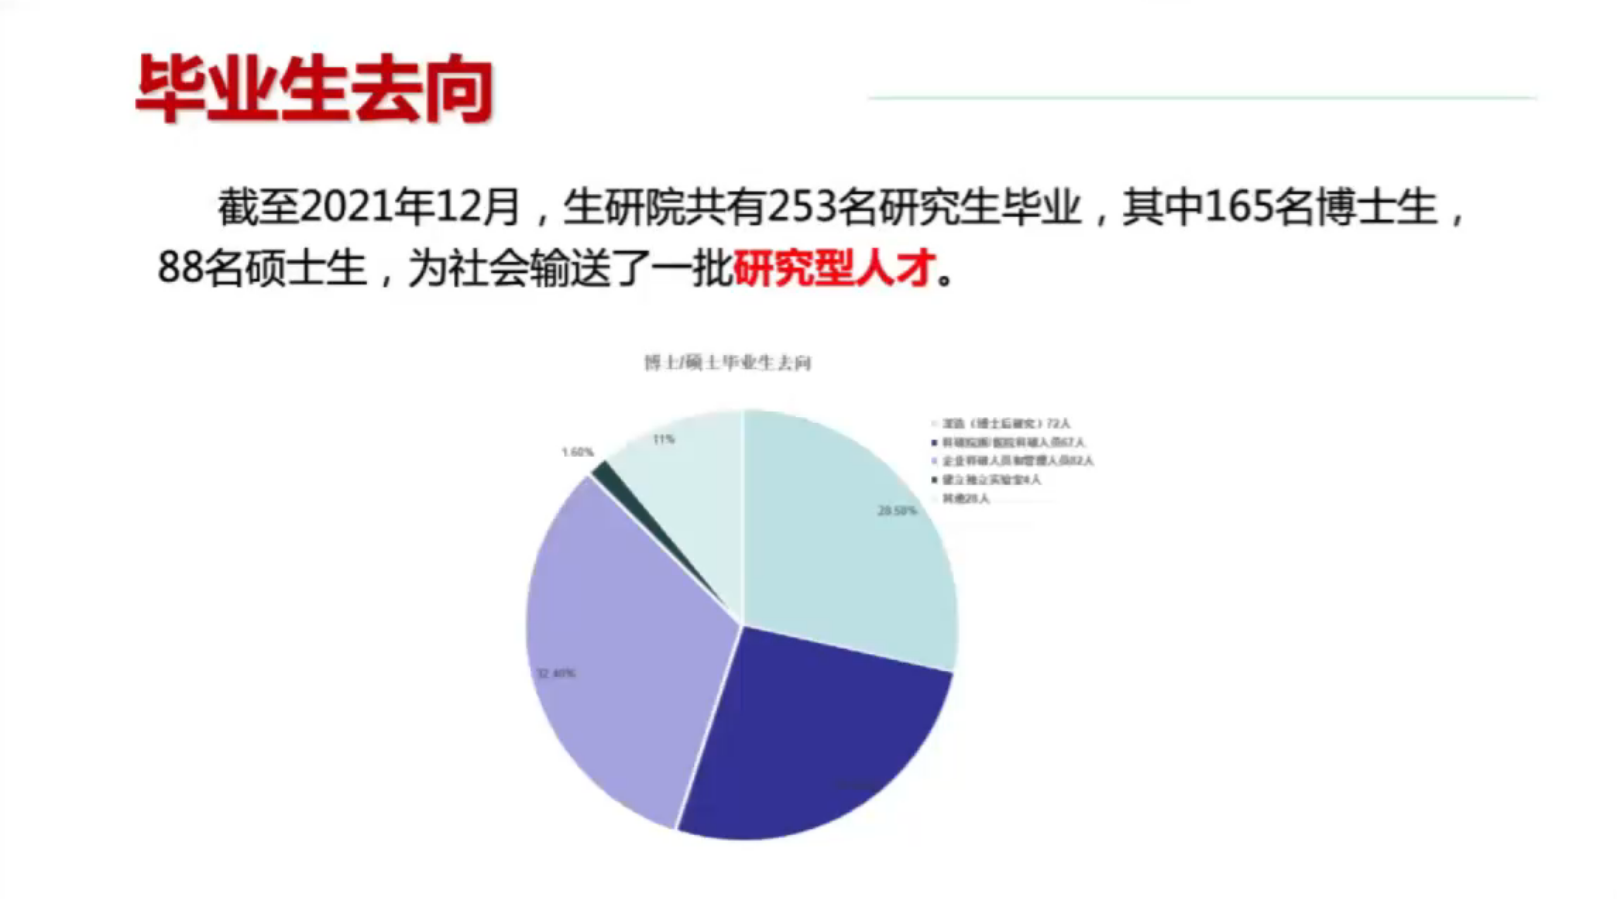 毕业生去向
截至2021年12月，生研院共有253名研究生毕业，其中165名博士生，
88名硕士生，为社会输送了一批研究型人才。
博士/硕士毕业生去向
深造（博士后研究）72人
科研院所/医院科研人员67人
企业科研人员和管理人员82人
建立独立实验室4人
其他28人
11%
1.60%
28.50%
32.40%